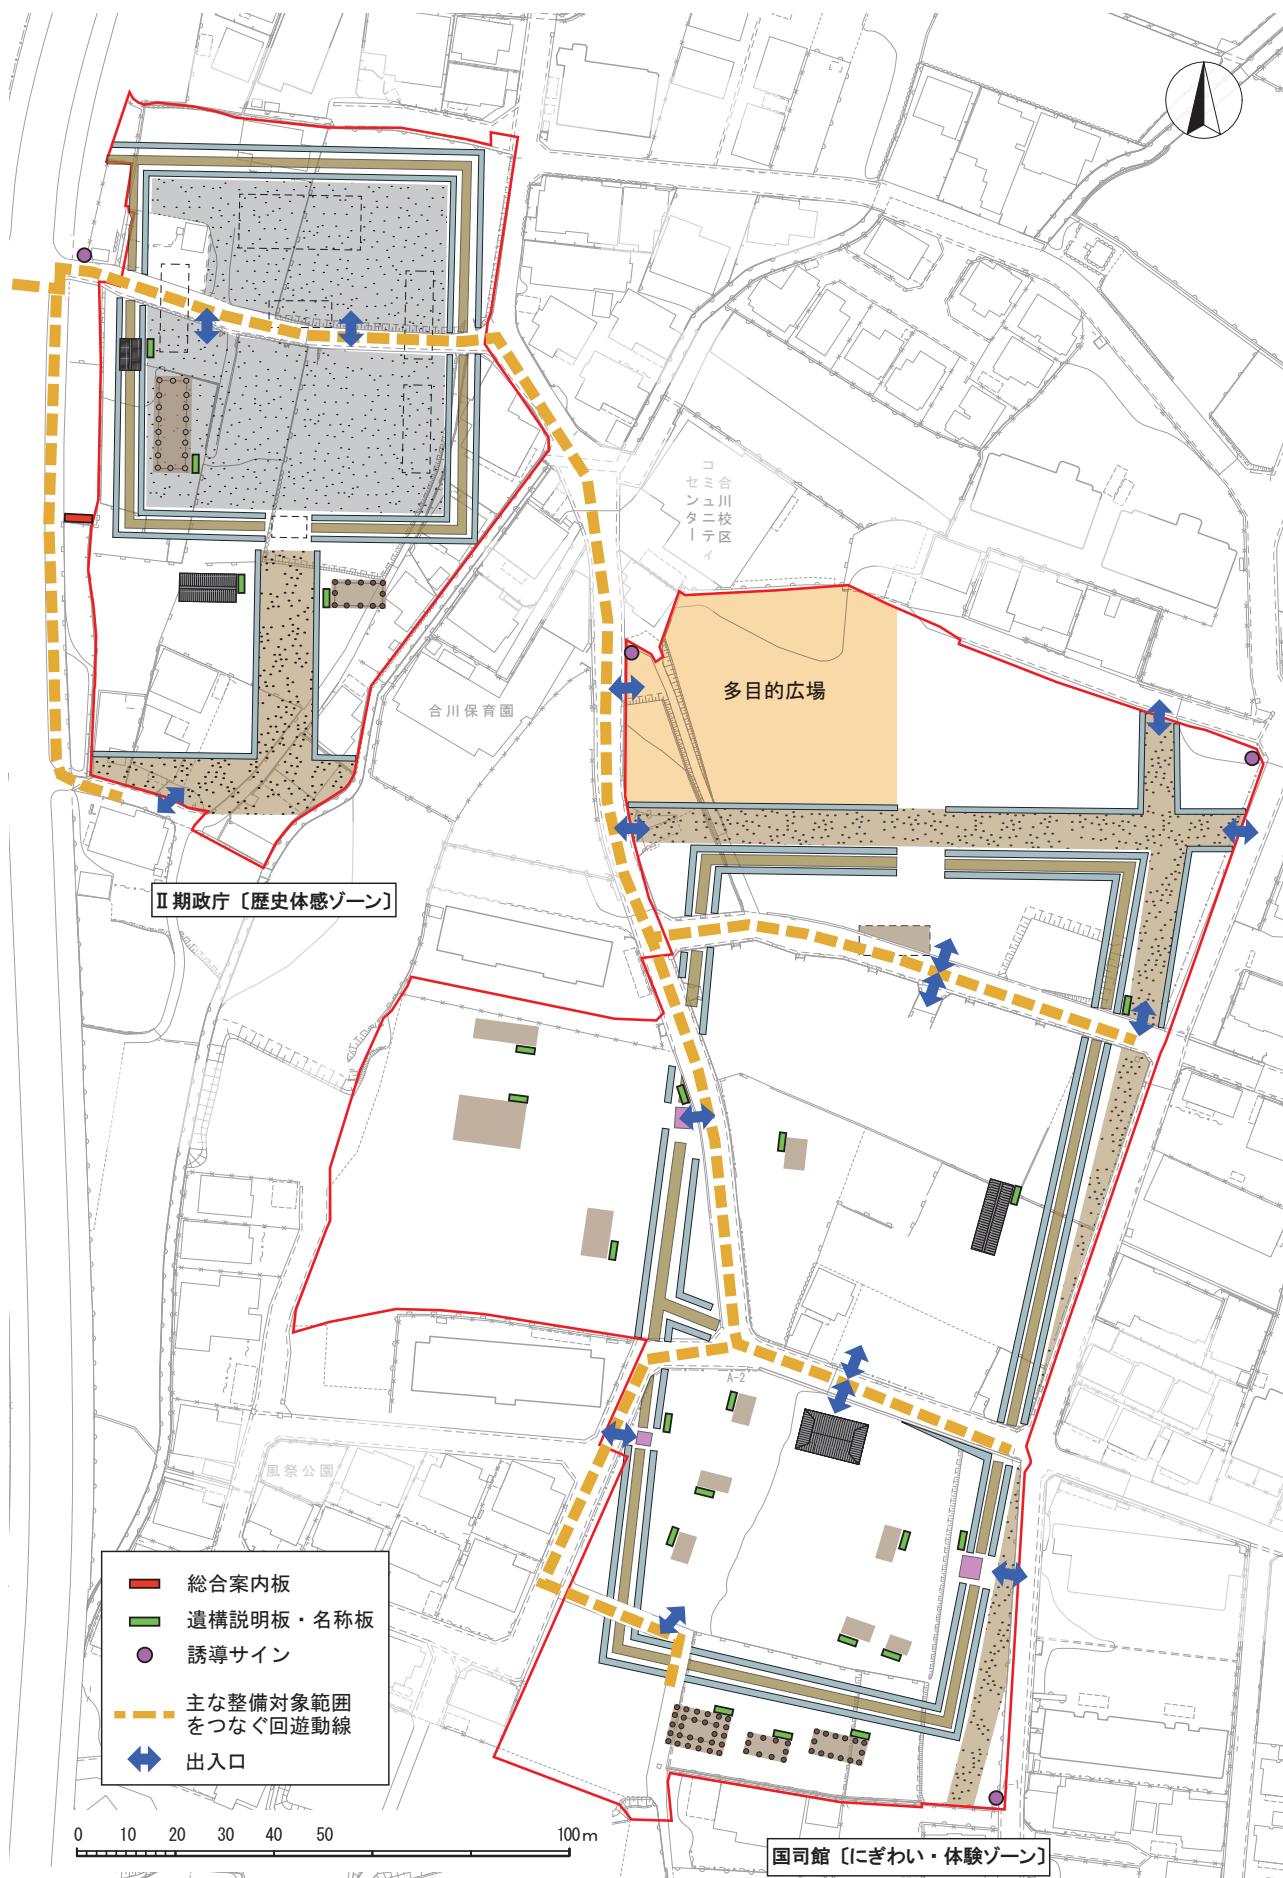 合川校区
コミュニティ
センター
多目的広場
合川保育園
Ⅱ期政庁〔歴史体感ゾーン〕
A-2
風祭公園
総合案内板
遺構説明板・名称板
誘導サイン
主な整備対象範囲
をつなぐ回遊動線
出入口
0 10 20 30 40 50 100m
国司館〔にぎわい・体験ゾーン〕